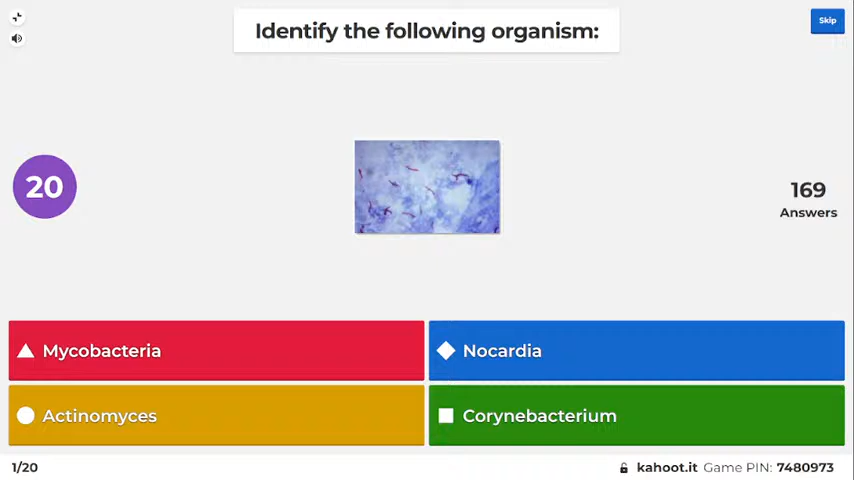 Identify the following organism:
Skip
20
169
Answers
Mycobacteria
Nocardia
Actinomyces
Corynebacterium
1/20
kahoot.it Game PIN: 7480973